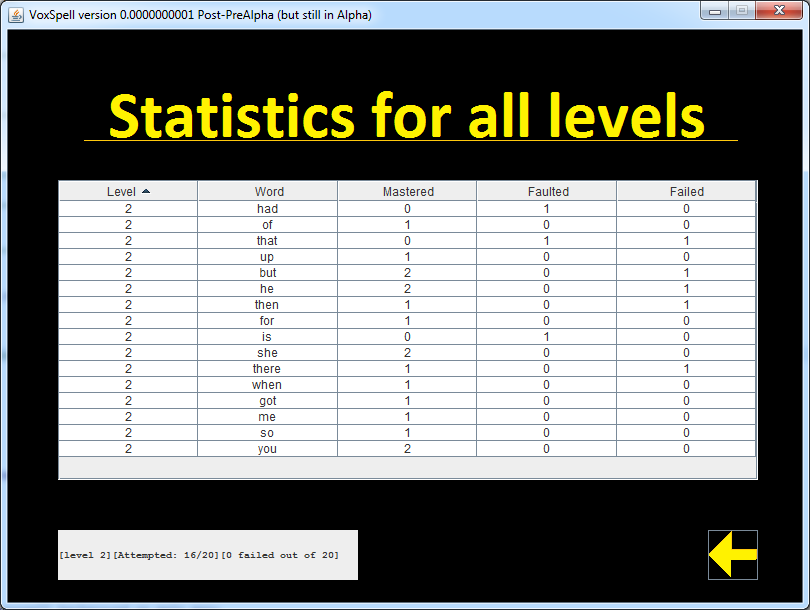 VoxSpell version 0.0000000001 Post-PreAlpha (but still in Alpha)
Statistics for all levels
Level Word Mastered Faulted Failed
2 had 0 1 0
2 of 1 0 0
2 that 0 1 1
2 up 1 0 0
2 but 2 0 1
2 he 2 0 1
2 then 1 0 1
2 for 1 0 0
2 is 0 1 0
2 she 2 0 0
2 there 1 0 1
2 when 1 0 0
2 got 1 0 0
2 me 1 0 0
2 so 1 0 0
2 you 2 0 0
[level 2][Attempted: 16/20][0 failed out of 20]